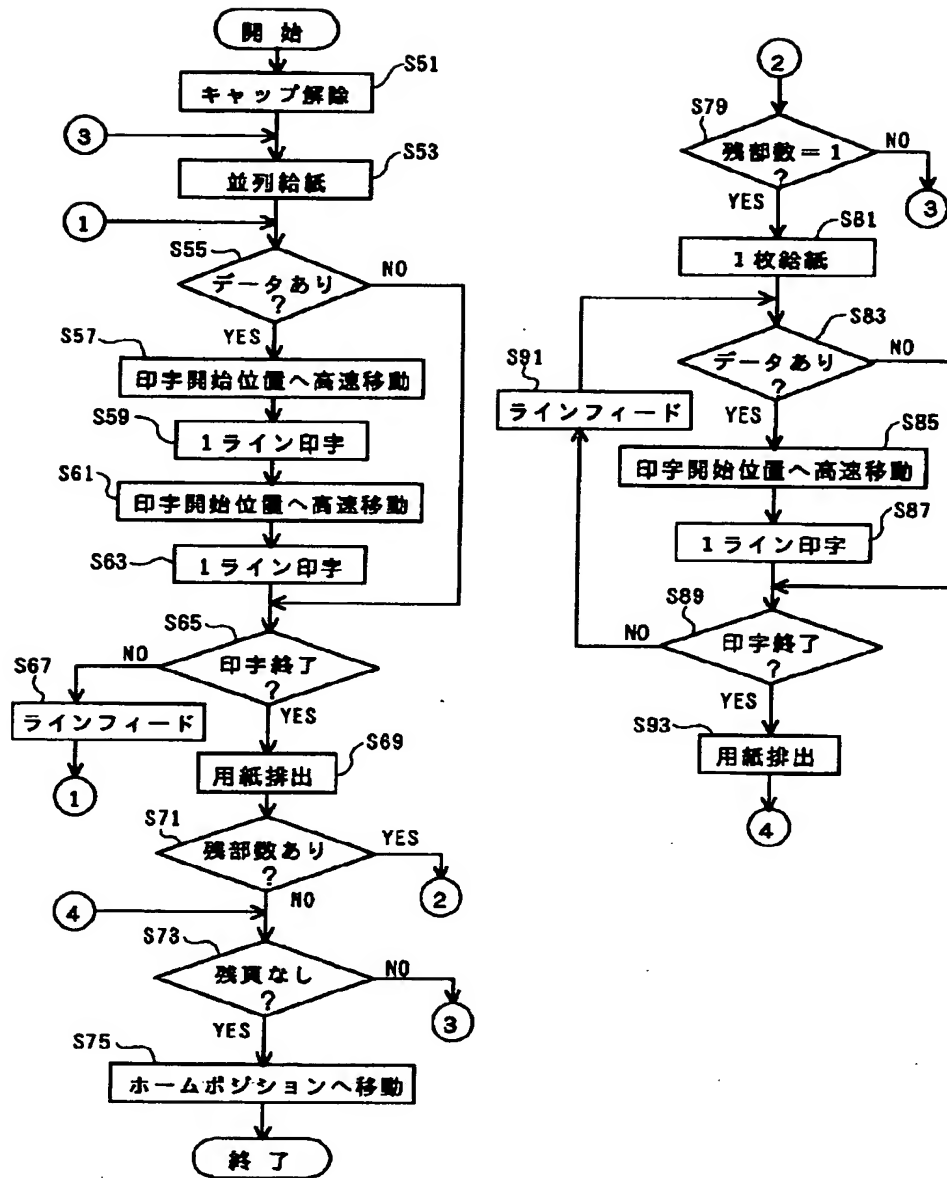 開始
S51
キャップ解除
③
S53
並列給紙
①
S55
データあり
?
NO
YES
S57
印字開始位置へ高速移動
S59
1ライン印字
S61
印字開始位置へ高速移動
S63
1ライン印字
S65
印字終了
?
NO
YES
S67
ラインフィード
①
S69
用紙排出
S71
残部数あり
?
YES
②
NO
④
S73
残頁なし
?
NO
③
YES
S75
ホームポジションへ移動
終了
②
S79
残部数=1
?
NO
③
YES
S81
1枚給紙
S83
データあり
?
NO
YES
S91
ラインフィード
S85
印字開始位置へ高速移動
S87
1ライン印字
S89
印字終了
?
NO
YES
S93
用紙排出
④